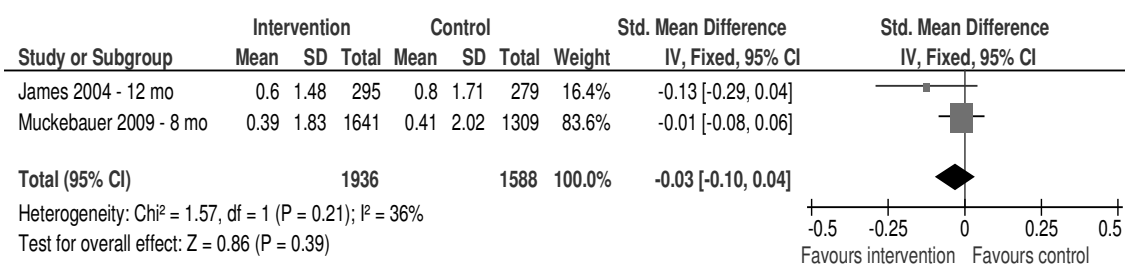 Intervention Control Std. Mean Difference Std. Mean Difference
Study or Subgroup Mean SD Total Mean SD Total Weight IV, Fixed, 95% CI IV, Fixed, 95% CI
James 2004 - 12 mo 0.6 1.48 295 0.8 1.71 279 16.4% -0.13 [-0.29, 0.04]
Muckebauer 2009 - 8 mo 0.39 1.83 1641 0.41 2.02 1309 83.6% -0.01 [-0.08, 0.06]
Total (95% CI) 1936 1588 100.0% -0.03 [-0.10, 0.04]
Heterogeneity: Chi² = 1.57, df = 1 (P = 0.21); I² = 36%
Test for overall effect: Z = 0.86 (P = 0.39)
-0.5 -0.25 0 0.25 0.5
Favours intervention Favours control